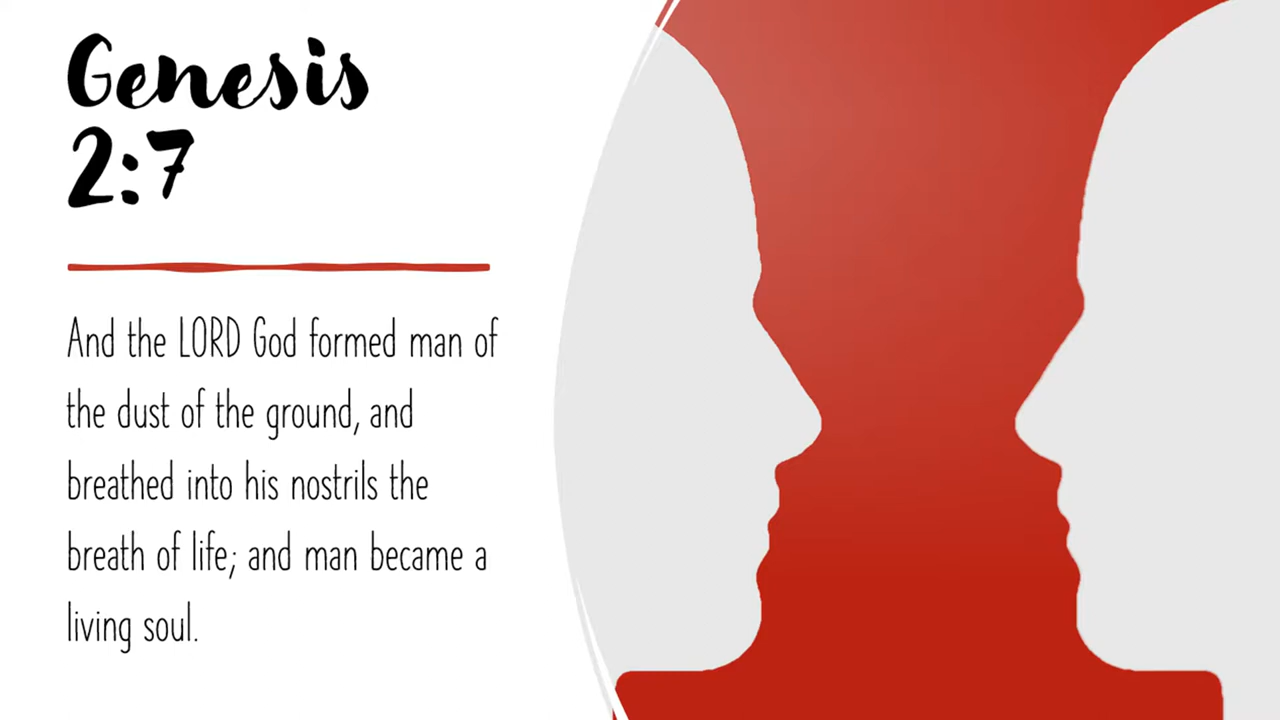 Genesis
2:7
And the LORD God formed man of
the dust of the ground, and
breathed into his nostrils the
breath of life; and man became a
living soul.